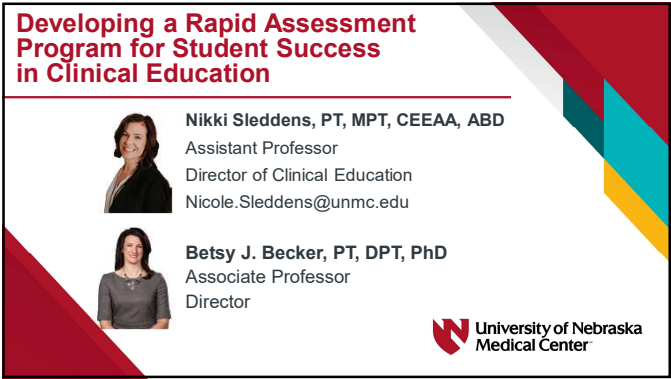 Developing a Rapid Assessment
Program for Student Success
in Clinical Education
Nikki Sleddens, PT, MPT, CEEAA, ABD
Assistant Professor
Director of Clinical Education
Nicole.Sleddens@unmc.edu
Betsy J. Becker, PT, DPT, PhD
Associate Professor
Director
University of Nebraska
Medical Center